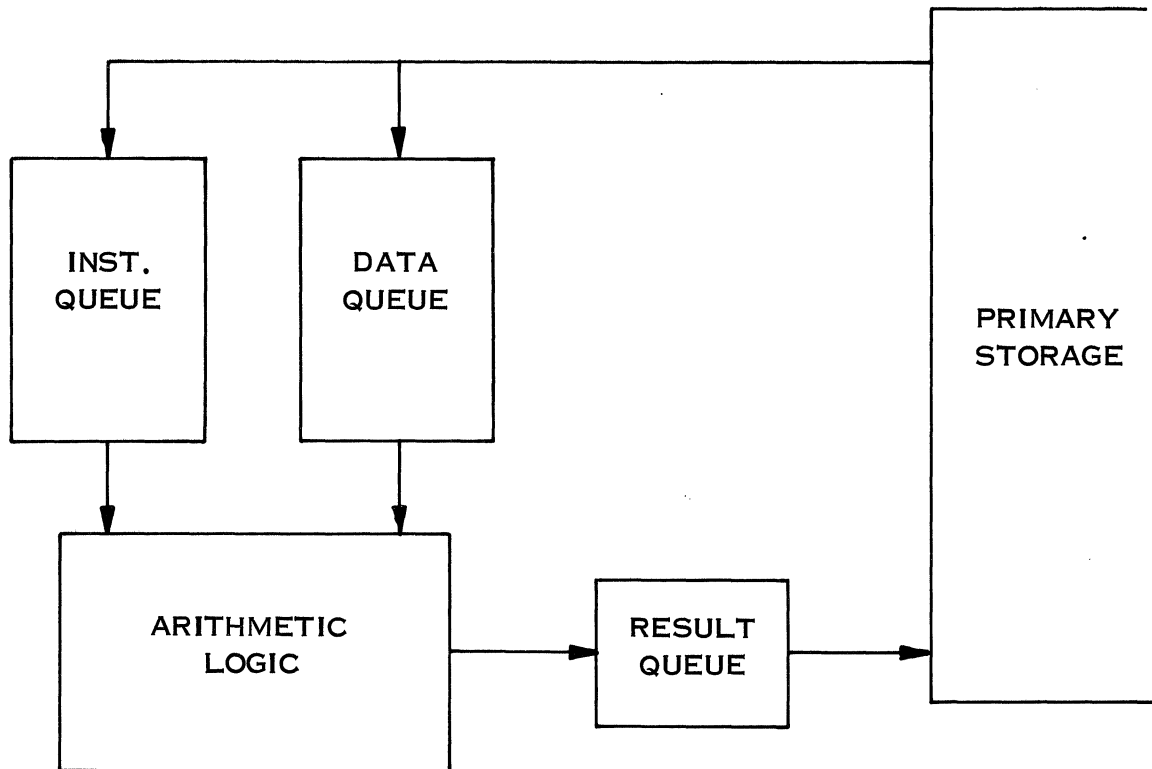 INST.
QUEUE
DATA
QUEUE
PRIMARY
STORAGE
ARITHMETIC
LOGIC
RESULT
QUEUE